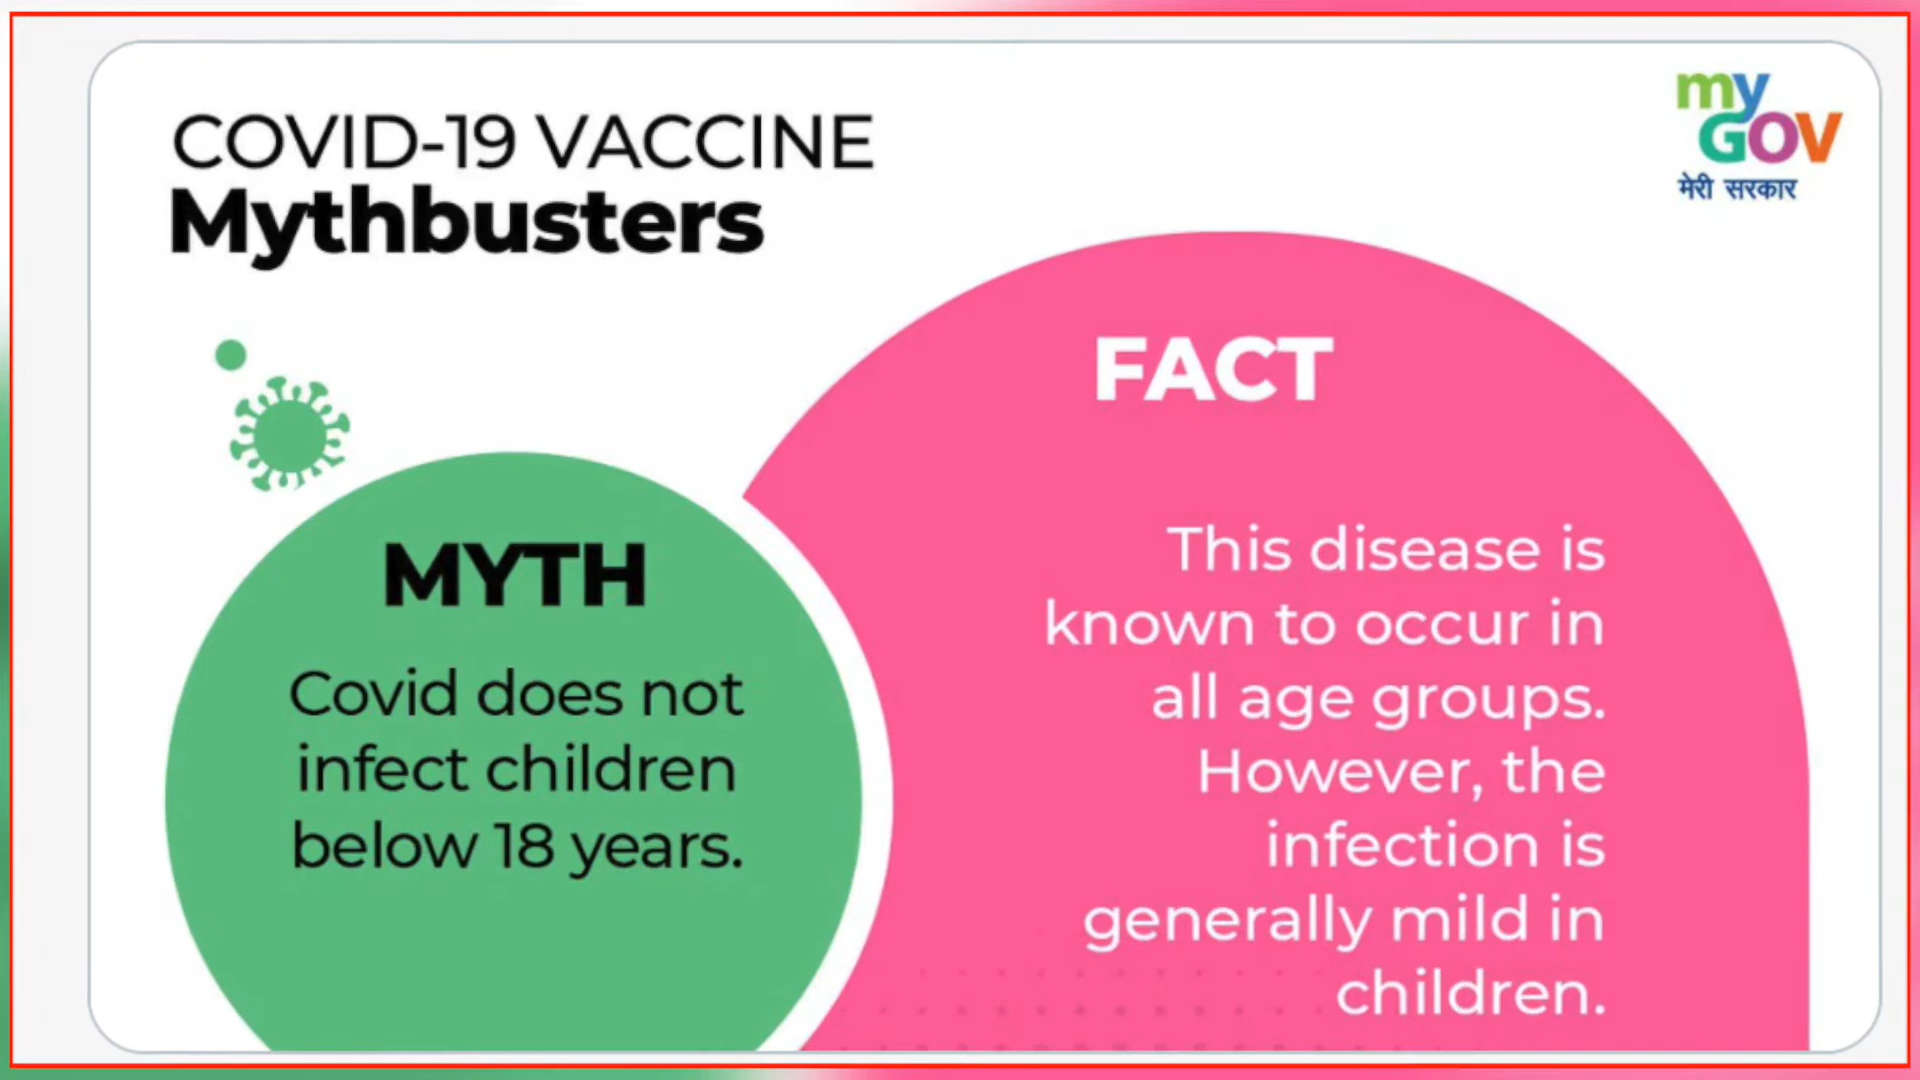 COVID-19 VACCINE
Mythbusters
my
GOV
मेरी सरकार
MYTH
Covid does not
infect children
below 18 years.
FACT
This disease is
known to occur in
all age groups.
However, the
infection is
generally mild in
children.